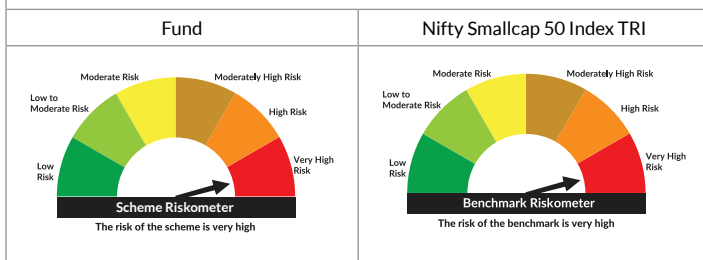 Fund
Nifty Smallcap 50 Index TRI
Moderate Risk
Moderately High Risk
Low to
Moderate Risk
High Risk
Low
Risk
Very High
Risk
Scheme Riskometer
The risk of the scheme is very high
Moderate Risk
Moderately High Risk
Low to
Moderate Risk
High Risk
Low
Risk
Very High
Risk
Benchmark Riskometer
The risk of the benchmark is very high